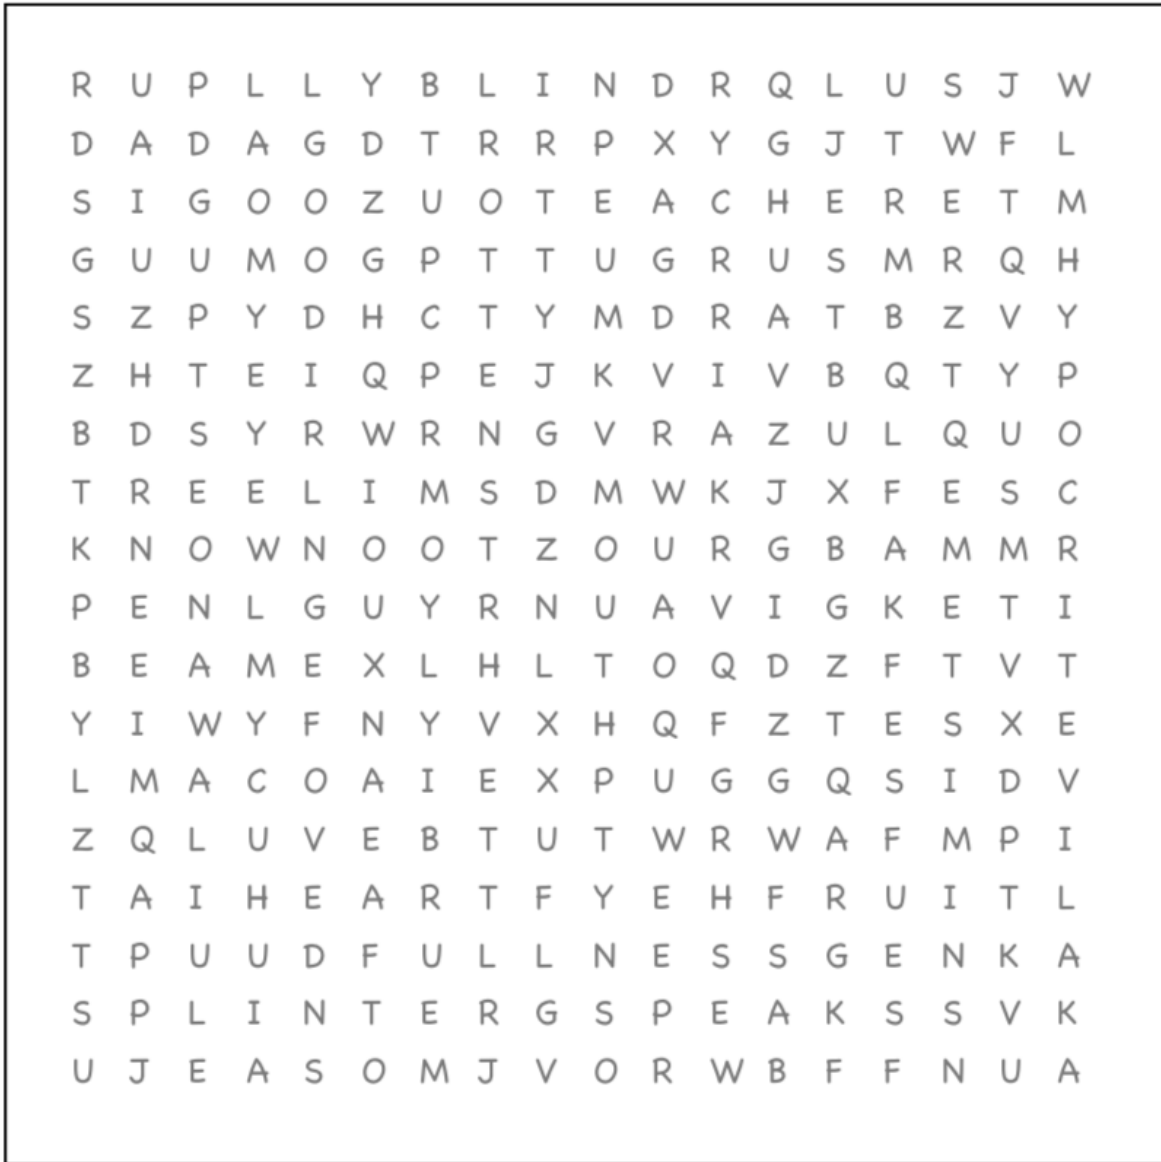 R U P L L Y B L I N D R Q L U S J W
D A D A G D T R R P X Y G J T W F L
S I G O O Z U O T E A C H E R E T M
G U U M O G P T T U G R U S M R Q H
S Z P Y D H C T Y M D R A T B Z V Y
Z H T E I Q P E J K V I V B Q T Y P
B D S Y R W R N G V R A Z U L Q U O
T R E E L I M S D M W K J X F E S C
K N O W N O O T Z O U R G B A M M R
P E N L G U Y R N U A V I G K E T I
B E A M E X L H L T O Q D Z F T V T
Y I W Y F N Y V X H Q F Z T E S X E
L M A C O A I E X P U G G Q S I D V
Z Q L U V E B T U T W R W A F M P I
T A I H E A R T F Y E H F R U I T L
T P U U D F U L L N E S S G E N K A
S P L I N T E R G S P E A K S S V K
U J E A S O M J V O R W B F F N U A